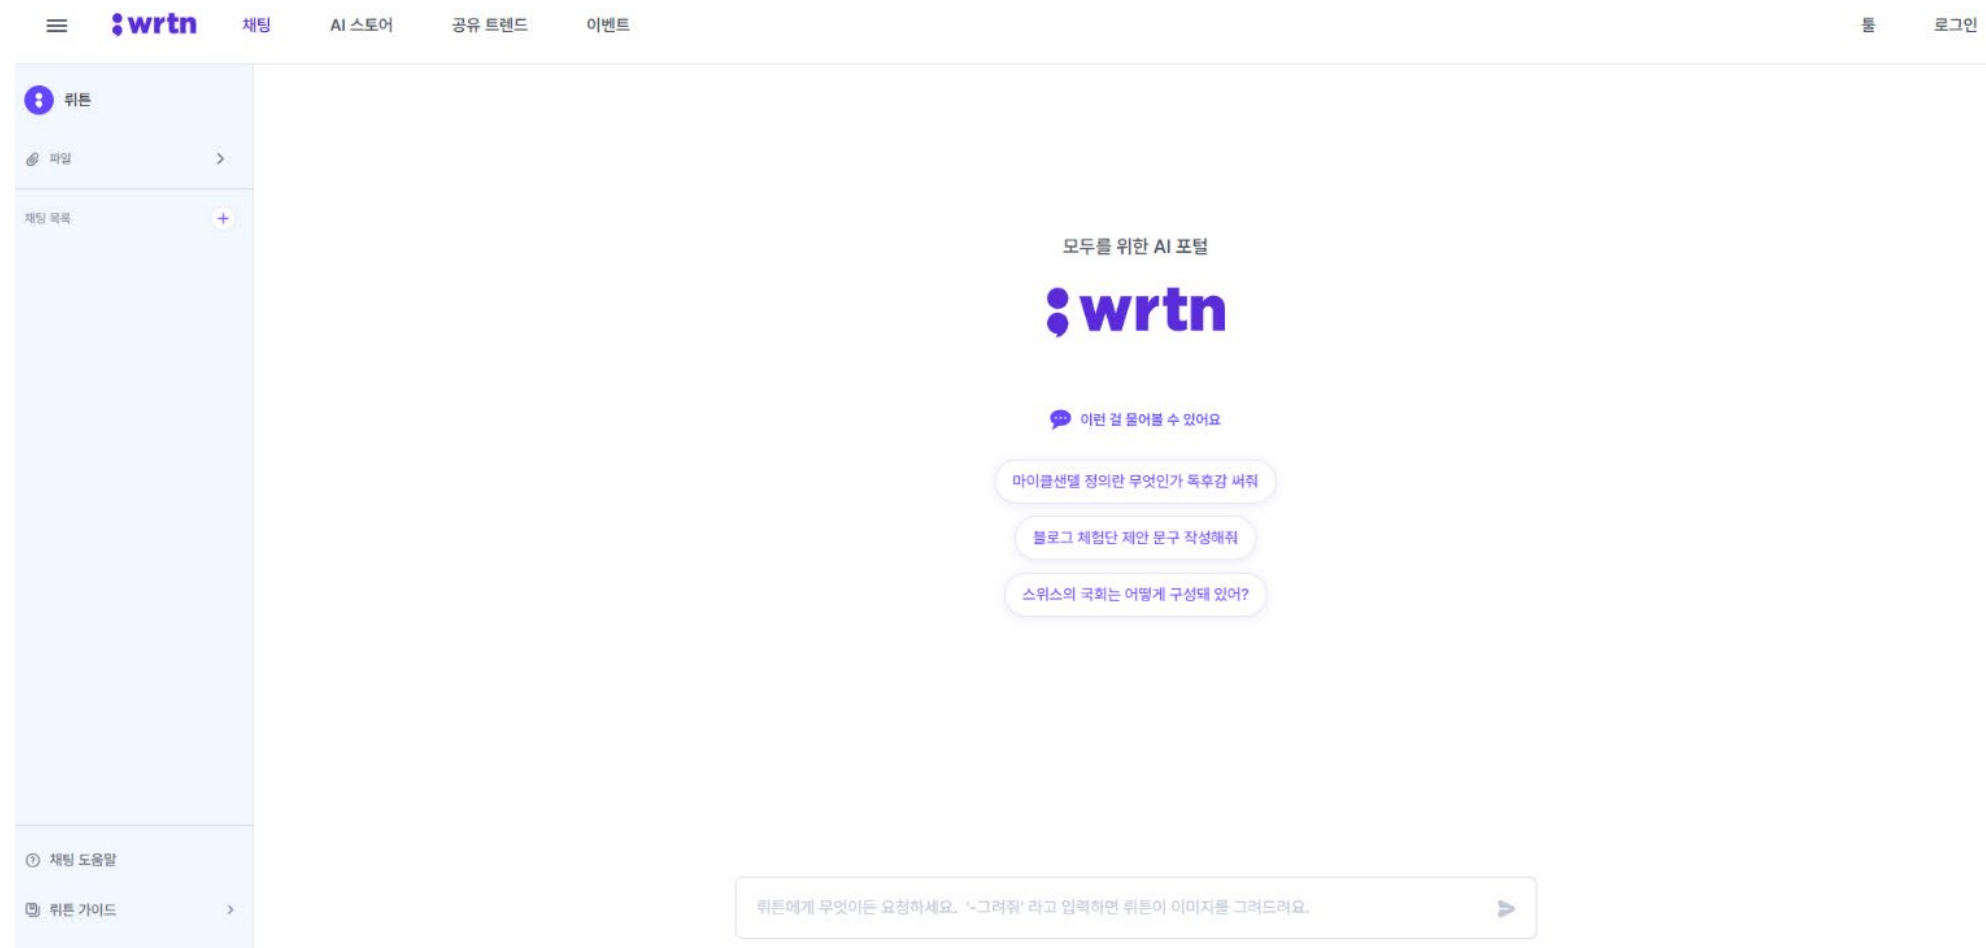 wrtn 채팅 AI 스토어 공유 트렌드 이벤트 툴 로그인
뤼튼
파일
채팅 목록
모두를 위한 AI 포털
wrtn
이런 걸 물어볼 수 있어요
마이클샌델 정의란 무엇인가 독후감 써줘
블로그 체험단 제안 문구 작성해줘
스위스의 국회는 어떻게 구성돼 있어?
채팅 도움말
뤼튼 가이드
뤼튼에게 무엇이든 요청하세요. '~그려줘' 라고 입력하면 뤼튼이 이미지를 그려드려요.